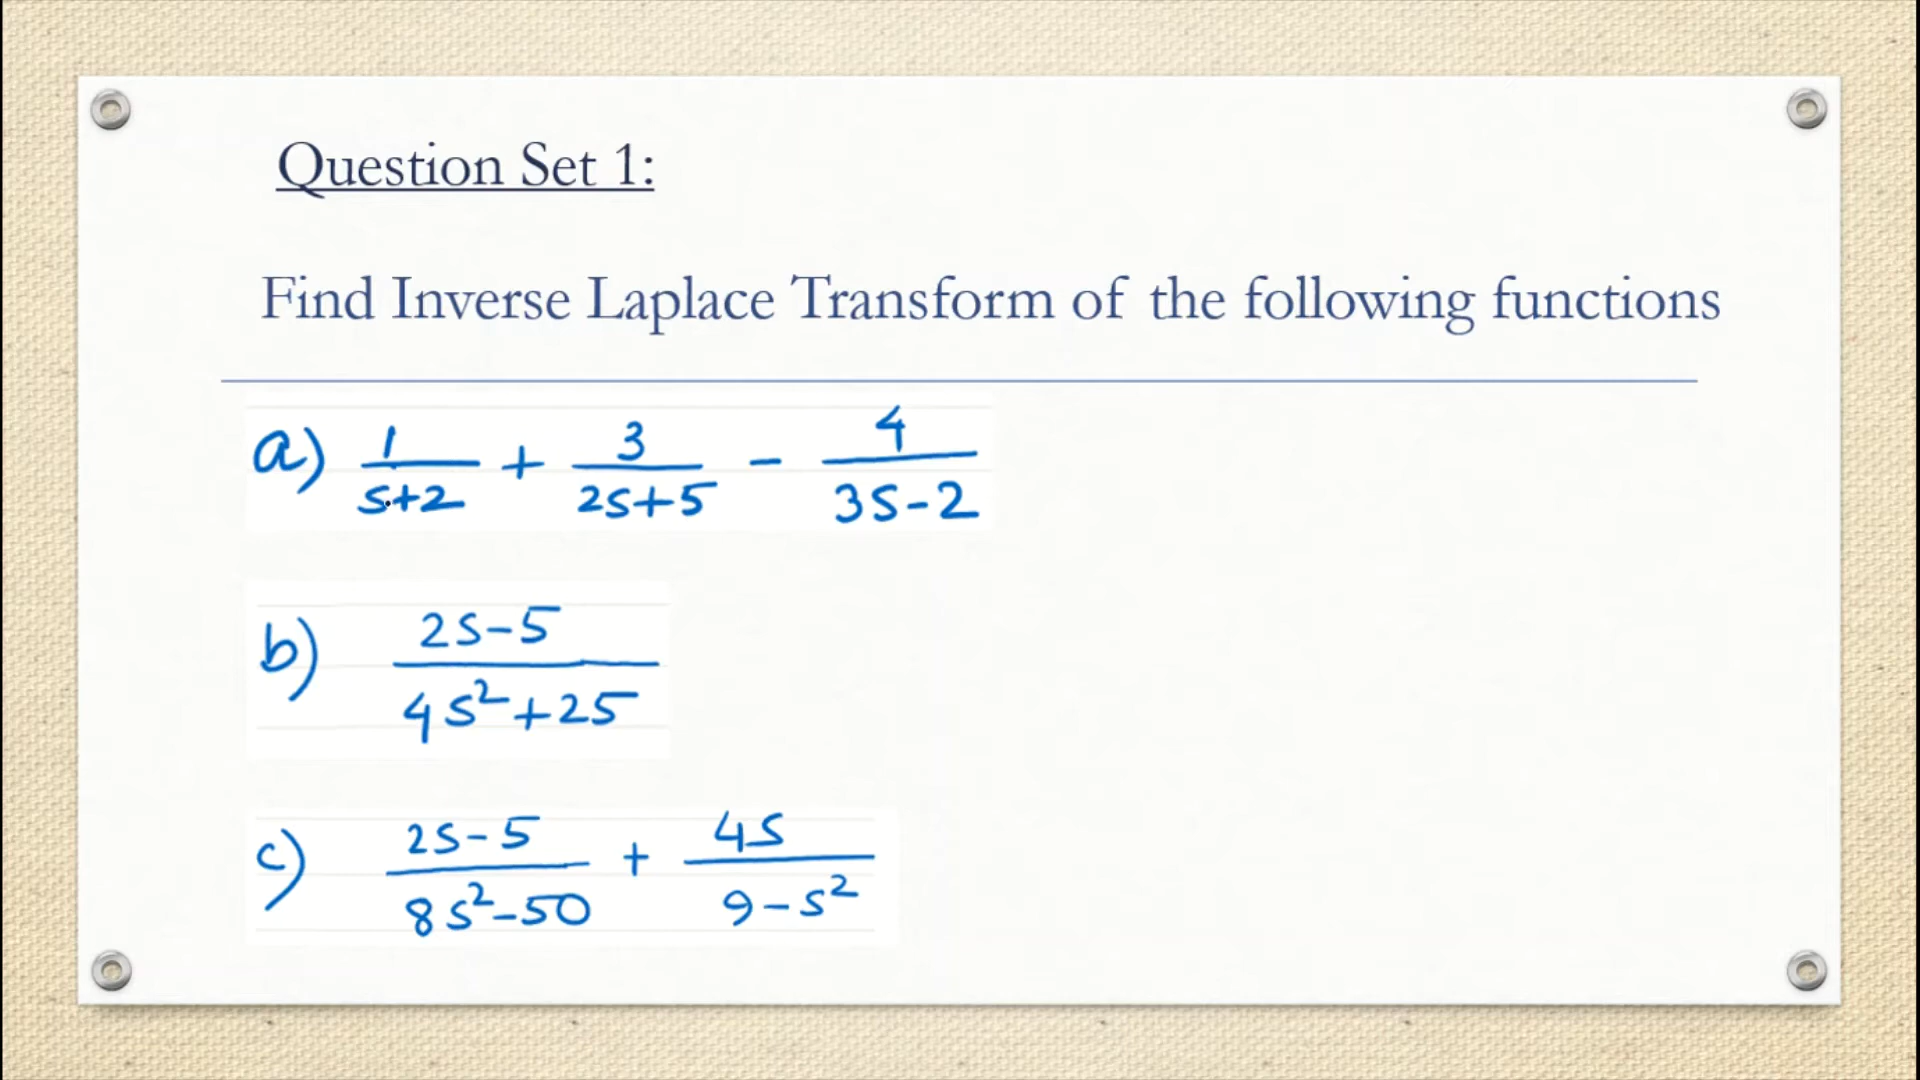 Question Set 1:
Find Inverse Laplace Transform of the following functions
a) 1/(s+2) + 3/(2s+5) - 4/(3s-2)
b) (2s-5)/(4s²+25)
c) (2s-5)/(8s²-50) + 4s/(9-s²)